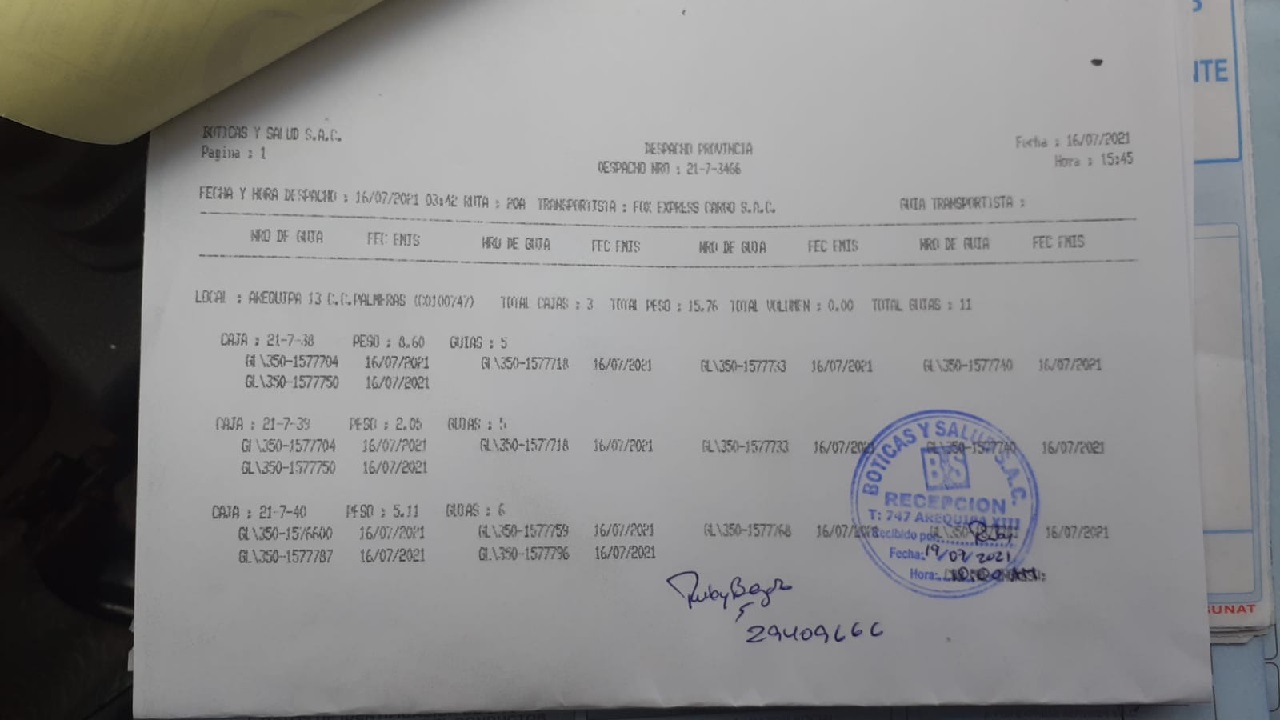 BOTICAS Y SALUD S.A.C.
Pagina : 1
DESPACHO PROVINCIA
DESPACHO NRO : 21-7-3466
Fecha : 16/07/2021
Hora : 15:45
FECHA Y HORA DESPACHO : 16/07/2021 03:42 RUTA : 20A TRANSPORTISTA : FOX EXPRESS CARGO S.A.C. GUIA TRANSPORTISTA :
NRO DE GUIA FEC EMIS NRO DE GUIA FEC EMIS NRO DE GUIA FEC EMIS NRO DE GUIA FEC EMIS
LOCAL : AREQUIPA 13 C.C.PALMERAS (C0100747) TOTAL CAJAS : 3 TOTAL PESO : 15.76 TOTAL VOLUMEN : 0.00 TOTAL GUIAS : 11
CAJA : 21-7-38 PESO : 8.60 GUIAS : 5
GL\350-1577704 16/07/2021 GL\350-1577718 16/07/2021 GL\350-1577733 16/07/2021 GL\350-1577740 16/07/2021
GL\350-1577750 16/07/2021
CAJA : 21-7-39 PESO : 2.05 GUIAS : 5
GL\350-1577704 16/07/2021 GL\350-1577718 16/07/2021 GL\350-1577733 16/07/2021 GL\350-1577740 16/07/2021
GL\350-1577750 16/07/2021
CAJA : 21-7-40 PESO : 5.11 GUIAS : 6
GL\350-1576600 16/07/2021 GL\350-1577759 16/07/2021 GL\350-1577768 16/07/2021 16/07/2021
GL\350-1577787 16/07/2021 GL\350-1577796 16/07/2021
BOTICAS Y SALUD S.A.C.
B&S
RECEPCION
T: 747 AREQUIPA XIII
Recibido por: Ruby
Fecha: 19/07/2021
Hora:
29409666
NTE
SUNAT